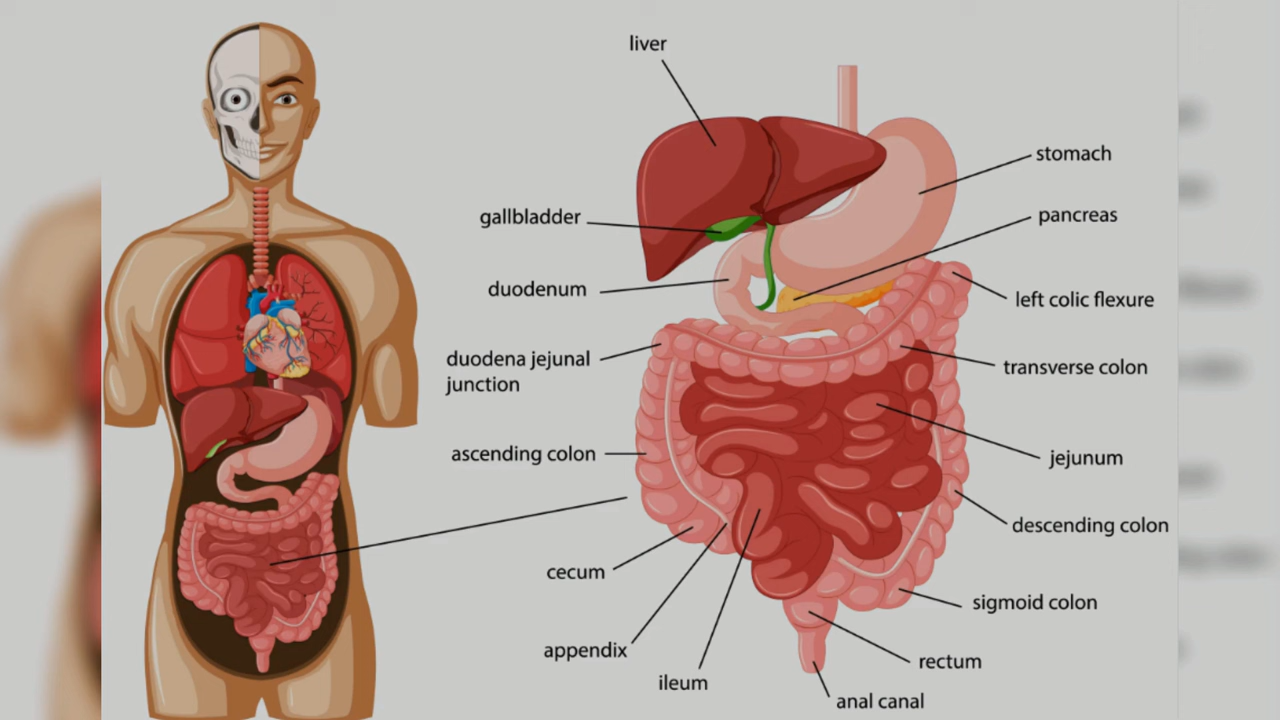 liver
stomach
gallbladder
pancreas
duodenum
left colic flexure
duodena jejunal
junction
transverse colon
ascending colon
jejunum
descending colon
cecum
sigmoid colon
appendix
rectum
ileum
anal canal